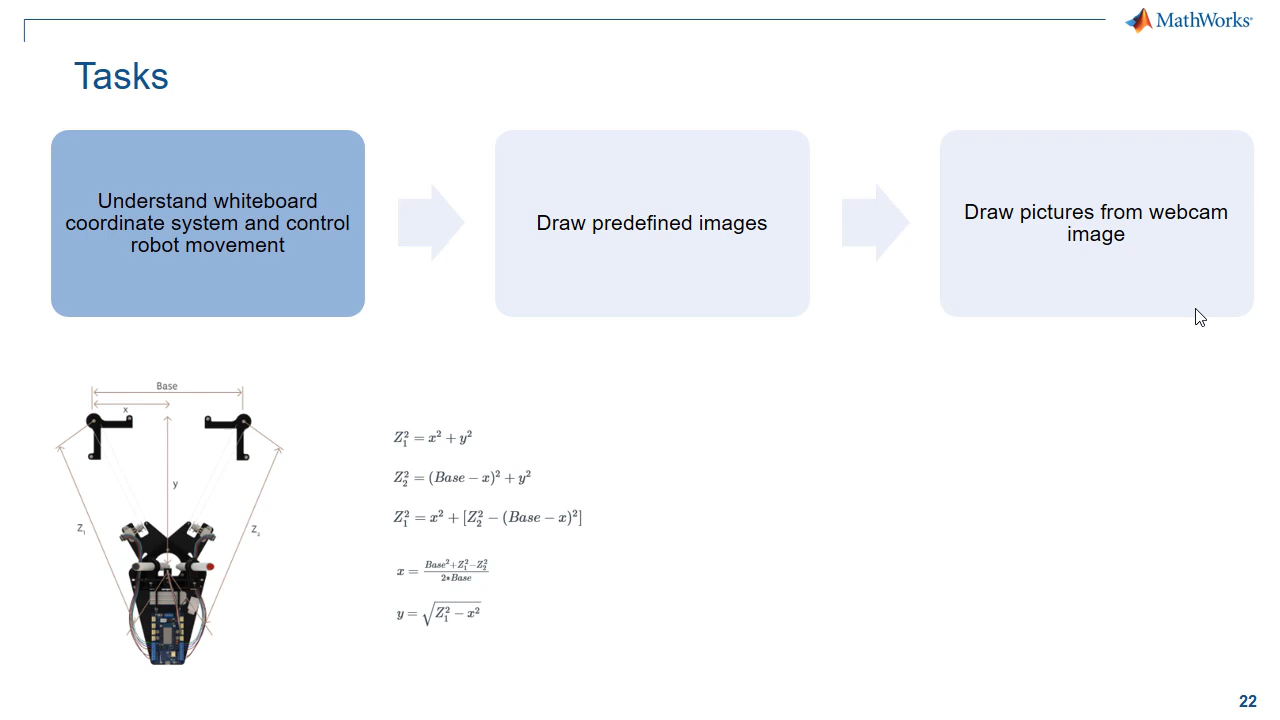 MathWorks®
Tasks
Understand whiteboard
coordinate system and control
robot movement
Draw predefined images
Draw pictures from webcam
image
Base
x
y
Z₁
Z₂
Z₁² = x² + y²
Z₂² = (Base − x)² + y²
Z₁² = x² + [Z₂² − (Base − x)²]
x = (Base²+Z₁²−Z₂²)/(2∗Base)
y = √(Z₁² − x²)
22